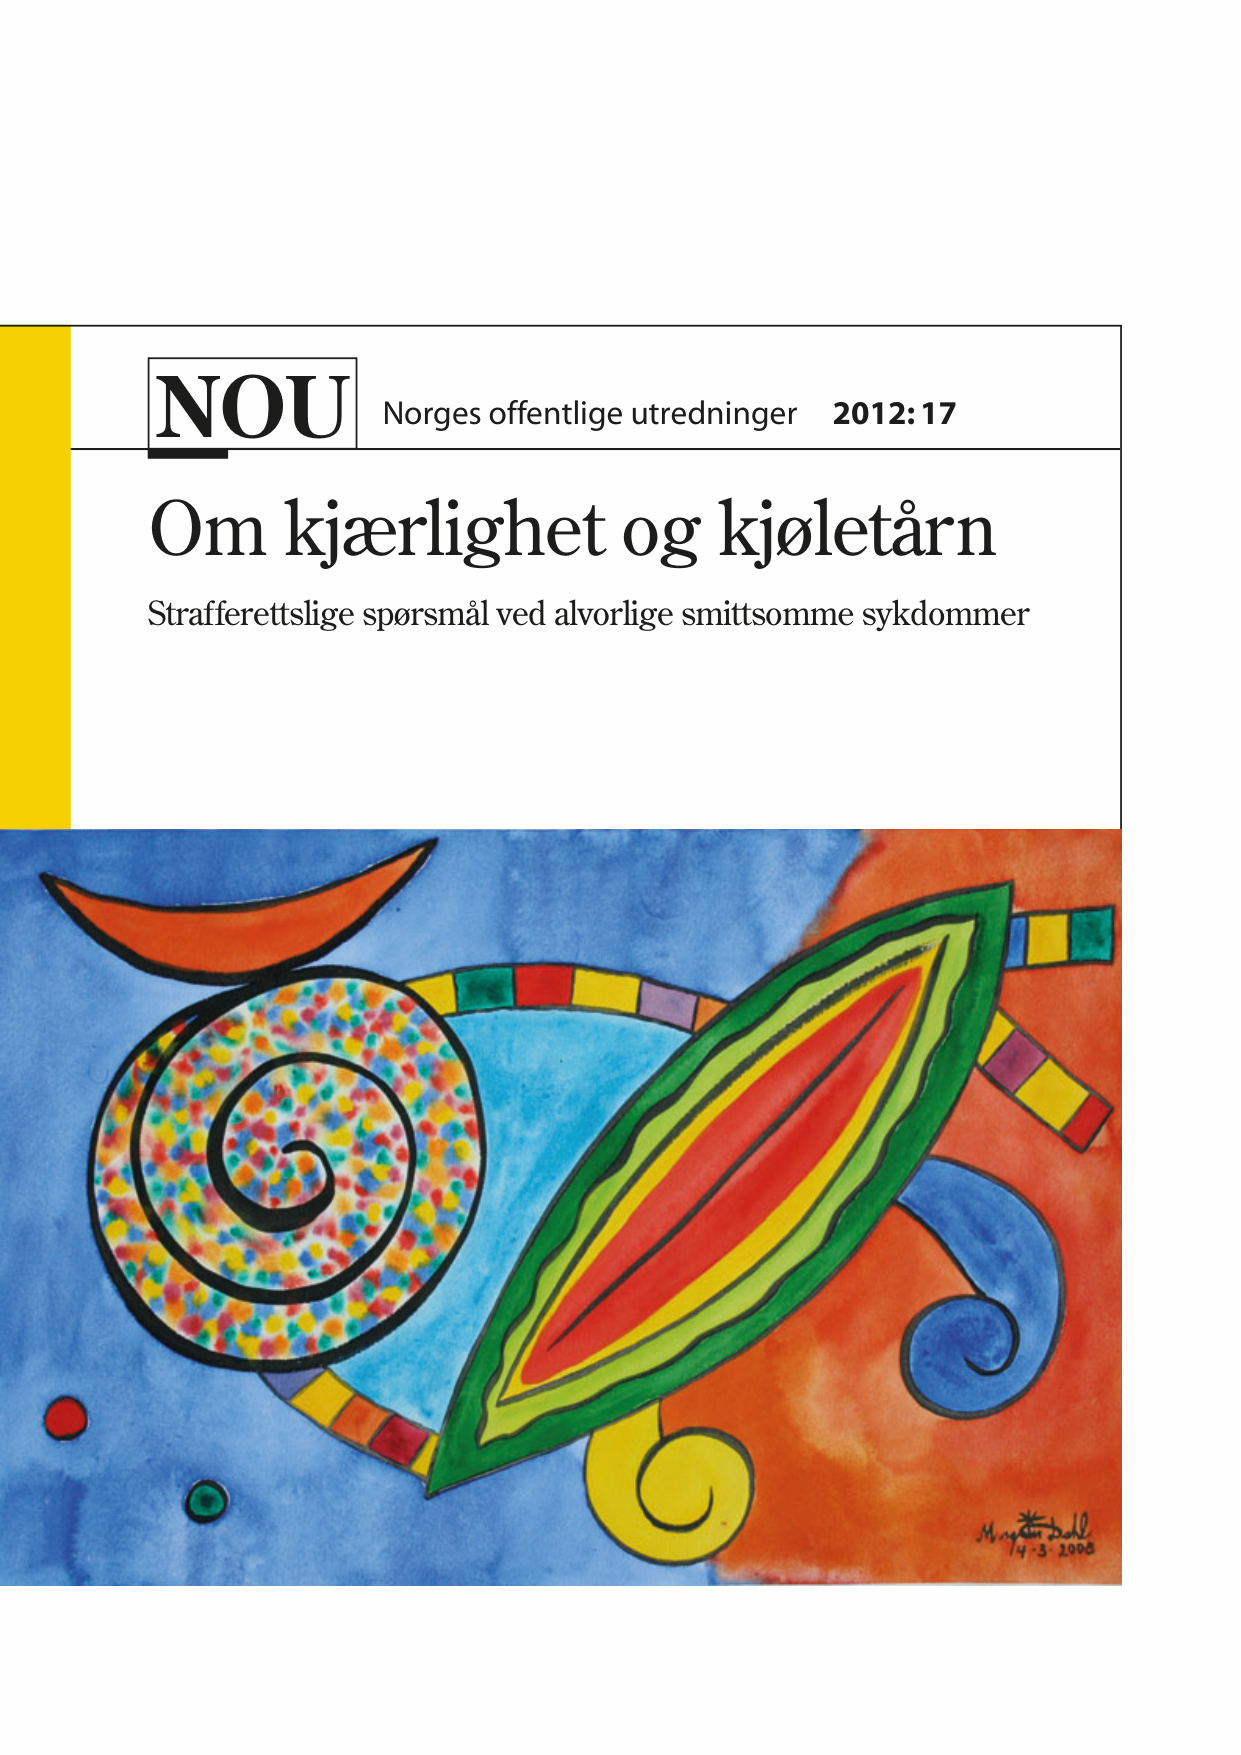 NOU
Norges offentlige utredninger 2012: 17
Om kjærlighet og kjøletårn
Strafferettslige spørsmål ved alvorlige smittsomme sykdommer
Dahl
4-3-2008